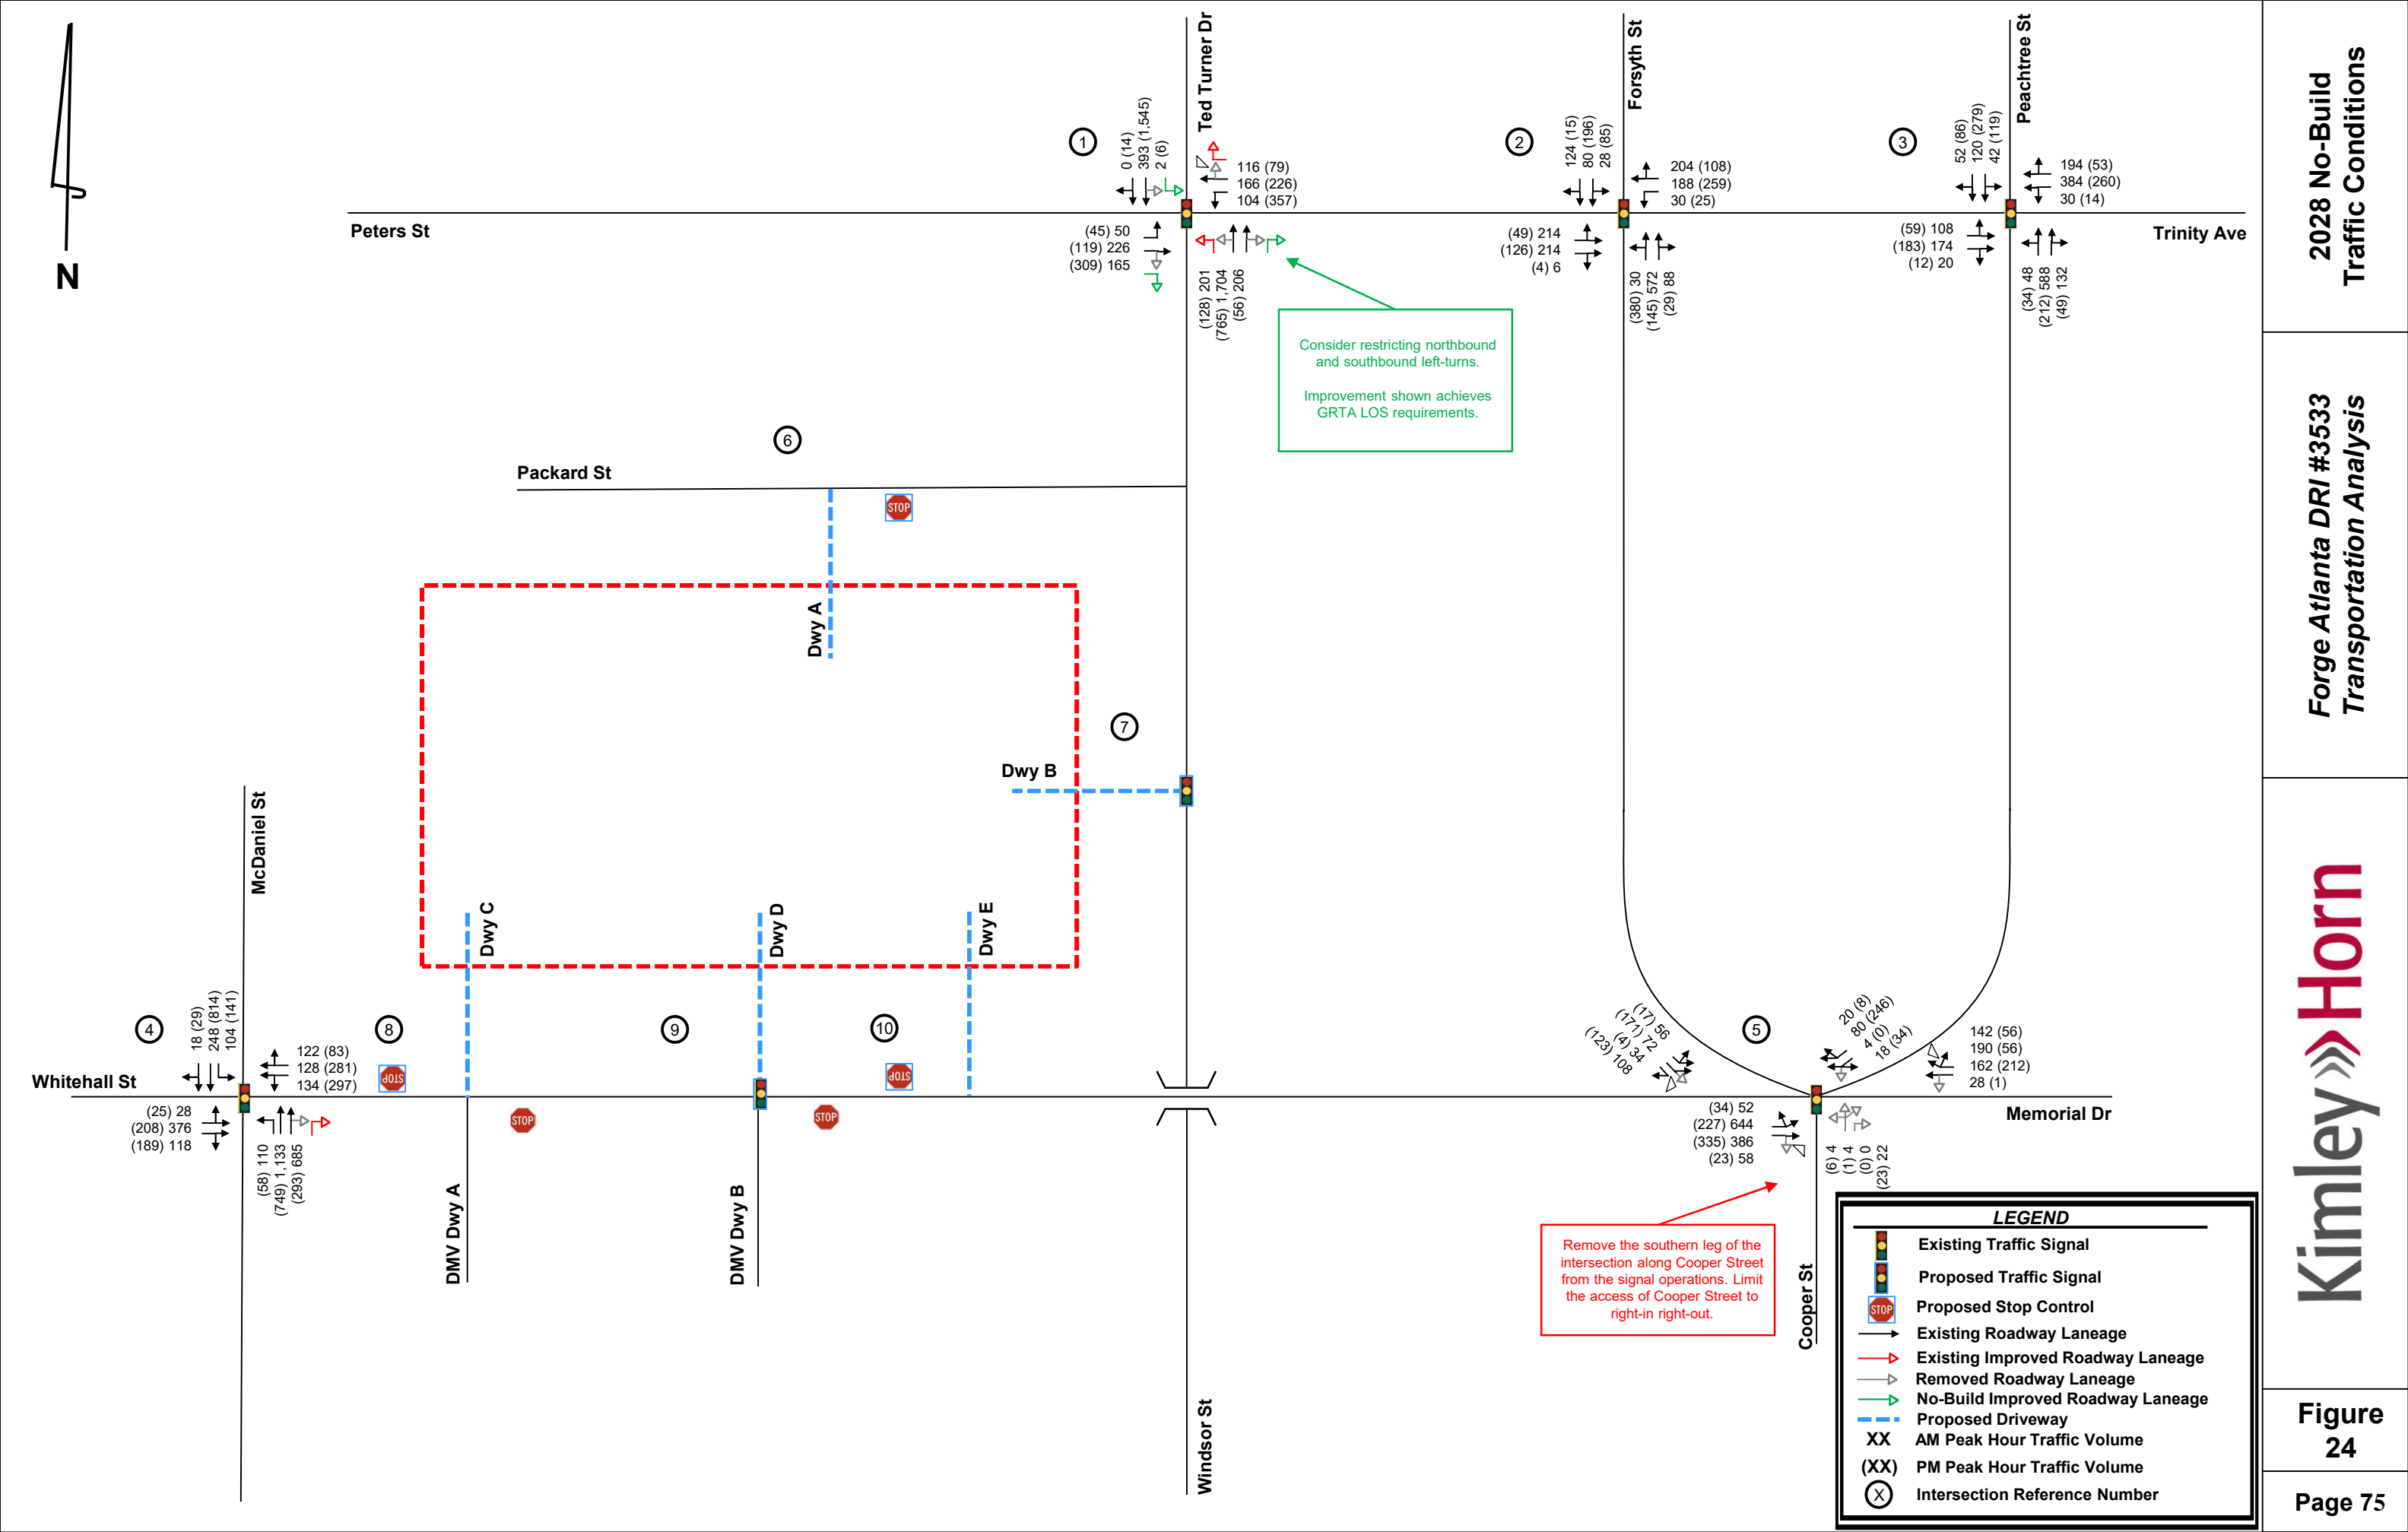 Ted Turner Dr
Forsyth St
Peachtree St
1
0 (14)
393 (1,545)
2 (6)
116 (79)
166 (226)
104 (357)
2
124 (15)
80 (196)
28 (85)
204 (108)
188 (259)
30 (25)
3
52 (86)
120 (279)
42 (119)
194 (53)
384 (260)
30 (14)
Peters St
(45) 50
(119) 226
(309) 165
(128) 201
(765) 1,704
(56) 206
(49) 214
(126) 214
(4) 6
(380) 30
(145) 572
(29) 88
(59) 108
(183) 174
(12) 20
(34) 48
(212) 588
(49) 132
Trinity Ave
N
Consider restricting northbound
and southbound left-turns.
Improvement shown achieves
GRTA LOS requirements.
6
Packard St
STOP
Dwy A
7
Dwy B
McDaniel St
Dwy C
Dwy D
Dwy E
4
18 (29)
248 (814)
104 (141)
122 (83)
128 (281)
134 (297)
8
STOP
9
10
STOP
Whitehall St
(25) 28
(208) 376
(189) 118
(58) 110
(749) 1,133
(293) 685
STOP
STOP
DMV Dwy A
DMV Dwy B
Windsor St
5
(17) 56
(171) 72
(4) 34
(123) 108
20 (8)
80 (246)
4 (0)
18 (34)
142 (56)
190 (56)
162 (212)
28 (1)
Memorial Dr
(34) 52
(227) 644
(335) 386
(23) 58
(6) 4
(1) 4
(0) 0
(23) 22
Remove the southern leg of the
intersection along Cooper Street
from the signal operations. Limit
the access of Cooper Street to
right-in right-out.
Cooper St
LEGEND
Existing Traffic Signal
Proposed Traffic Signal
STOP Proposed Stop Control
Existing Roadway Laneage
Existing Improved Roadway Laneage
Removed Roadway Laneage
No-Build Improved Roadway Laneage
Proposed Driveway
XX AM Peak Hour Traffic Volume
(XX) PM Peak Hour Traffic Volume
X Intersection Reference Number
2028 No-Build
Traffic Conditions
Forge Atlanta DRI #3533
Transportation Analysis
Kimley»Horn
Figure
24
Page 75